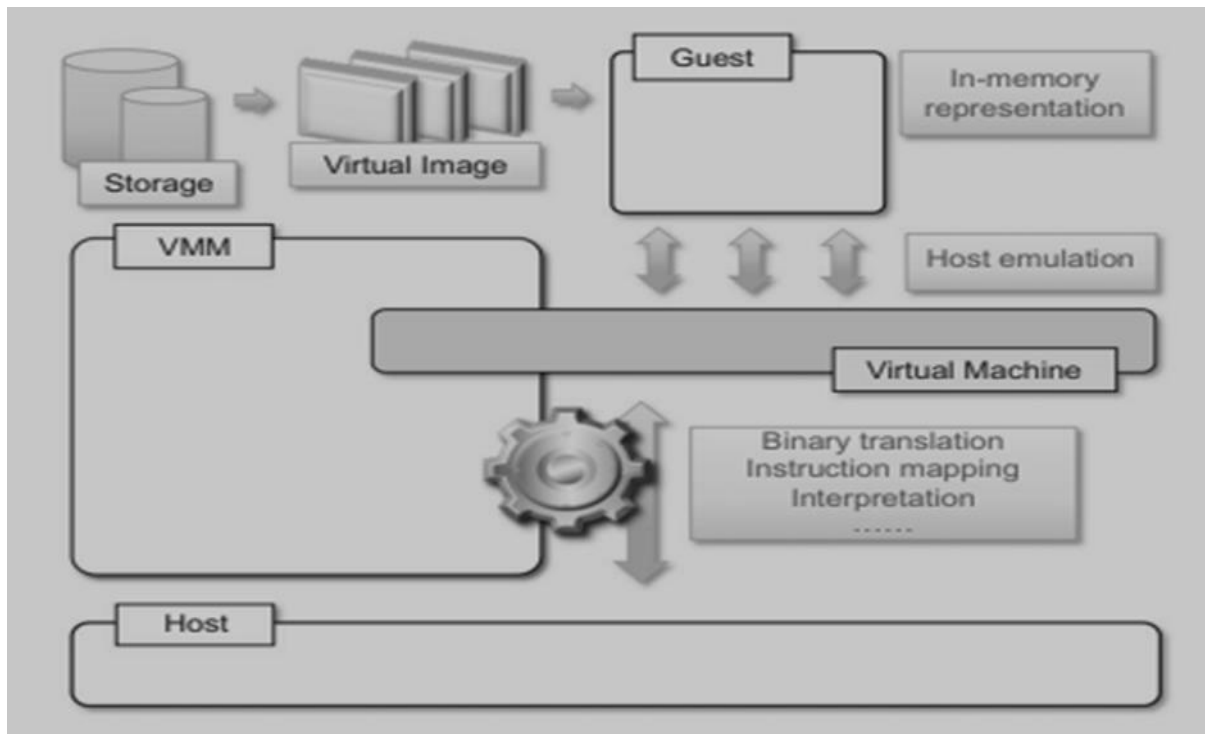 Guest
In-memory
representation
Storage
Virtual Image
VMM
Host emulation
Virtual Machine
Binary translation
Instruction mapping
Interpretation
......
Host